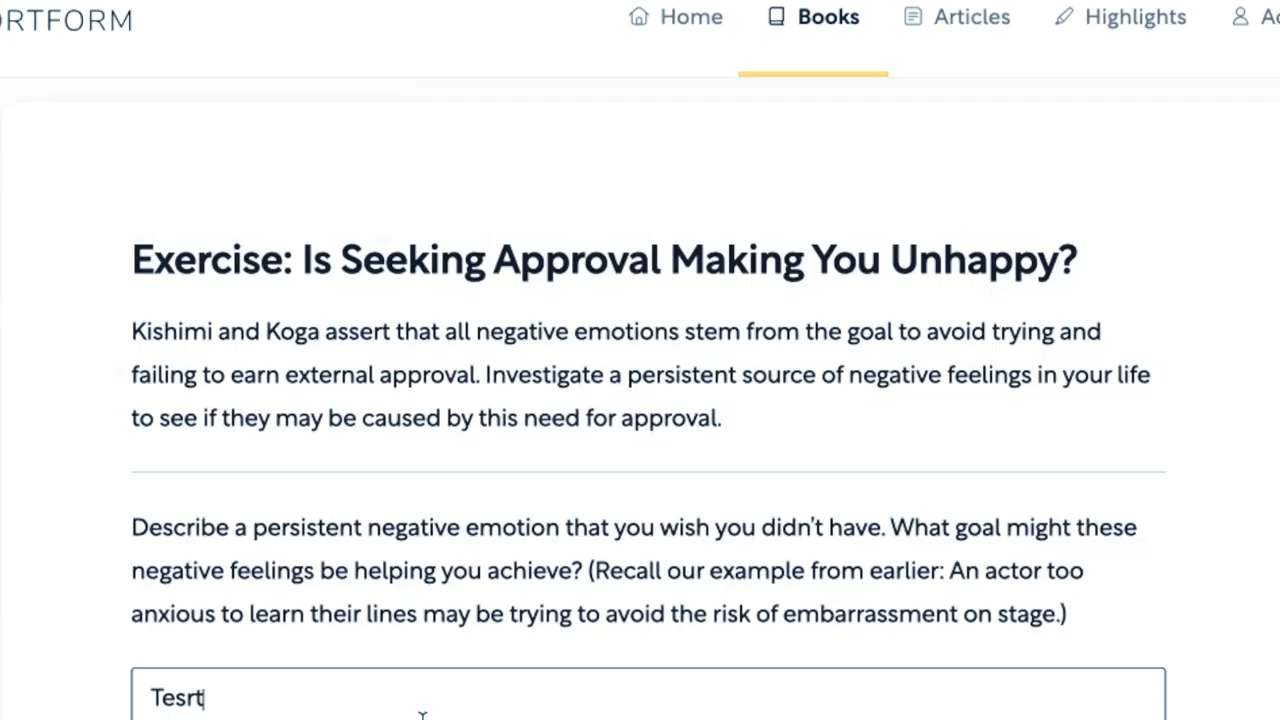 ORTFORM
Home Books Articles Highlights
Exercise: Is Seeking Approval Making You Unhappy?
Kishimi and Koga assert that all negative emotions stem from the goal to avoid trying and
failing to earn external approval. Investigate a persistent source of negative feelings in your life
to see if they may be caused by this need for approval.
Describe a persistent negative emotion that you wish you didn't have. What goal might these
negative feelings be helping you achieve? (Recall our example from earlier: An actor too
anxious to learn their lines may be trying to avoid the risk of embarrassment on stage.)
Tesrt